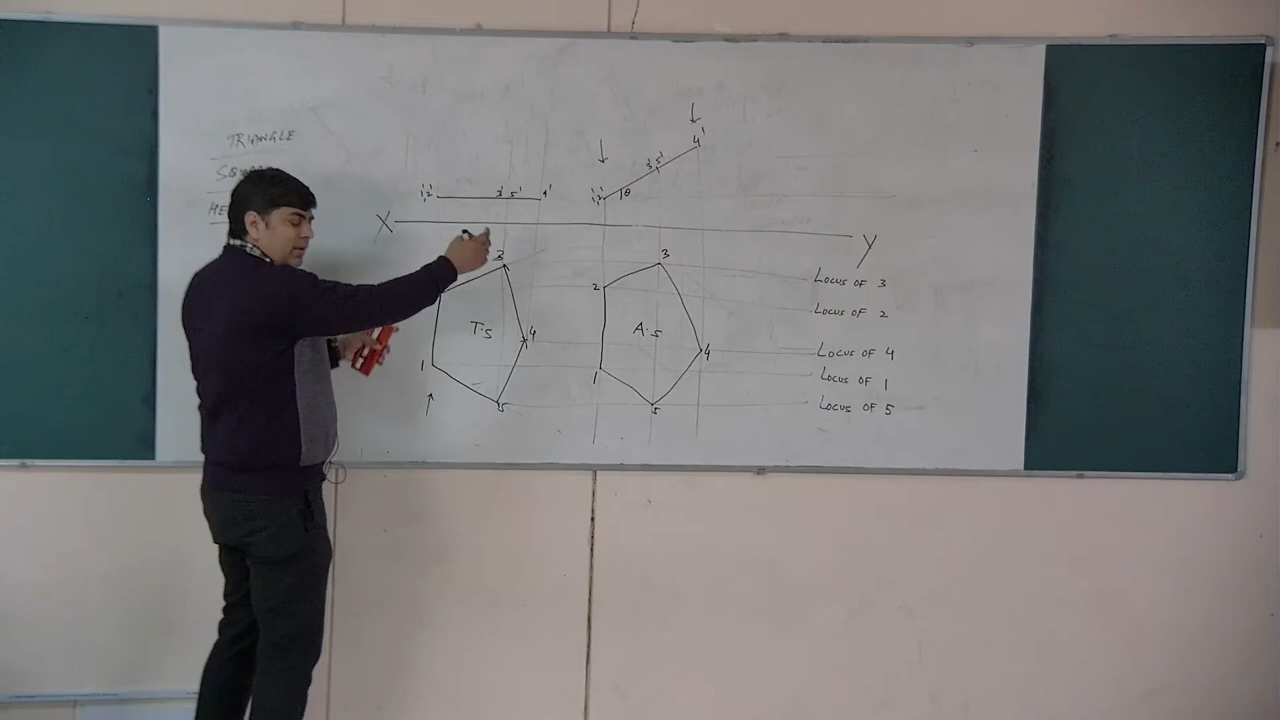 TRIANGLE
X
Y
1' 2'
3' 5'
4'
1' 2'
θ
3' 5'
4'
3
4
1
5
T.S
2
3
4
1
5
A.S
Locus of 3
Locus of 2
Locus of 4
Locus of 1
Locus of 5